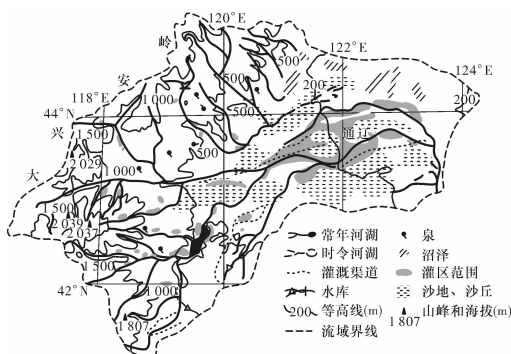 120°E
岭
122°E
500
安
124°E
500
200
118°E
1 000
200
44°N
500
兴
1 500
通辽
2 029
500
1 000
大
1 500
2 039
2 037
常年河湖
泉
时令河湖
沼泽
1 500
灌溉渠道
灌区范围
42°N
1 000
水库
沙地、沙丘
200
等高线(m)
山峰和海拔(m)
1 807
1 807
流域界线